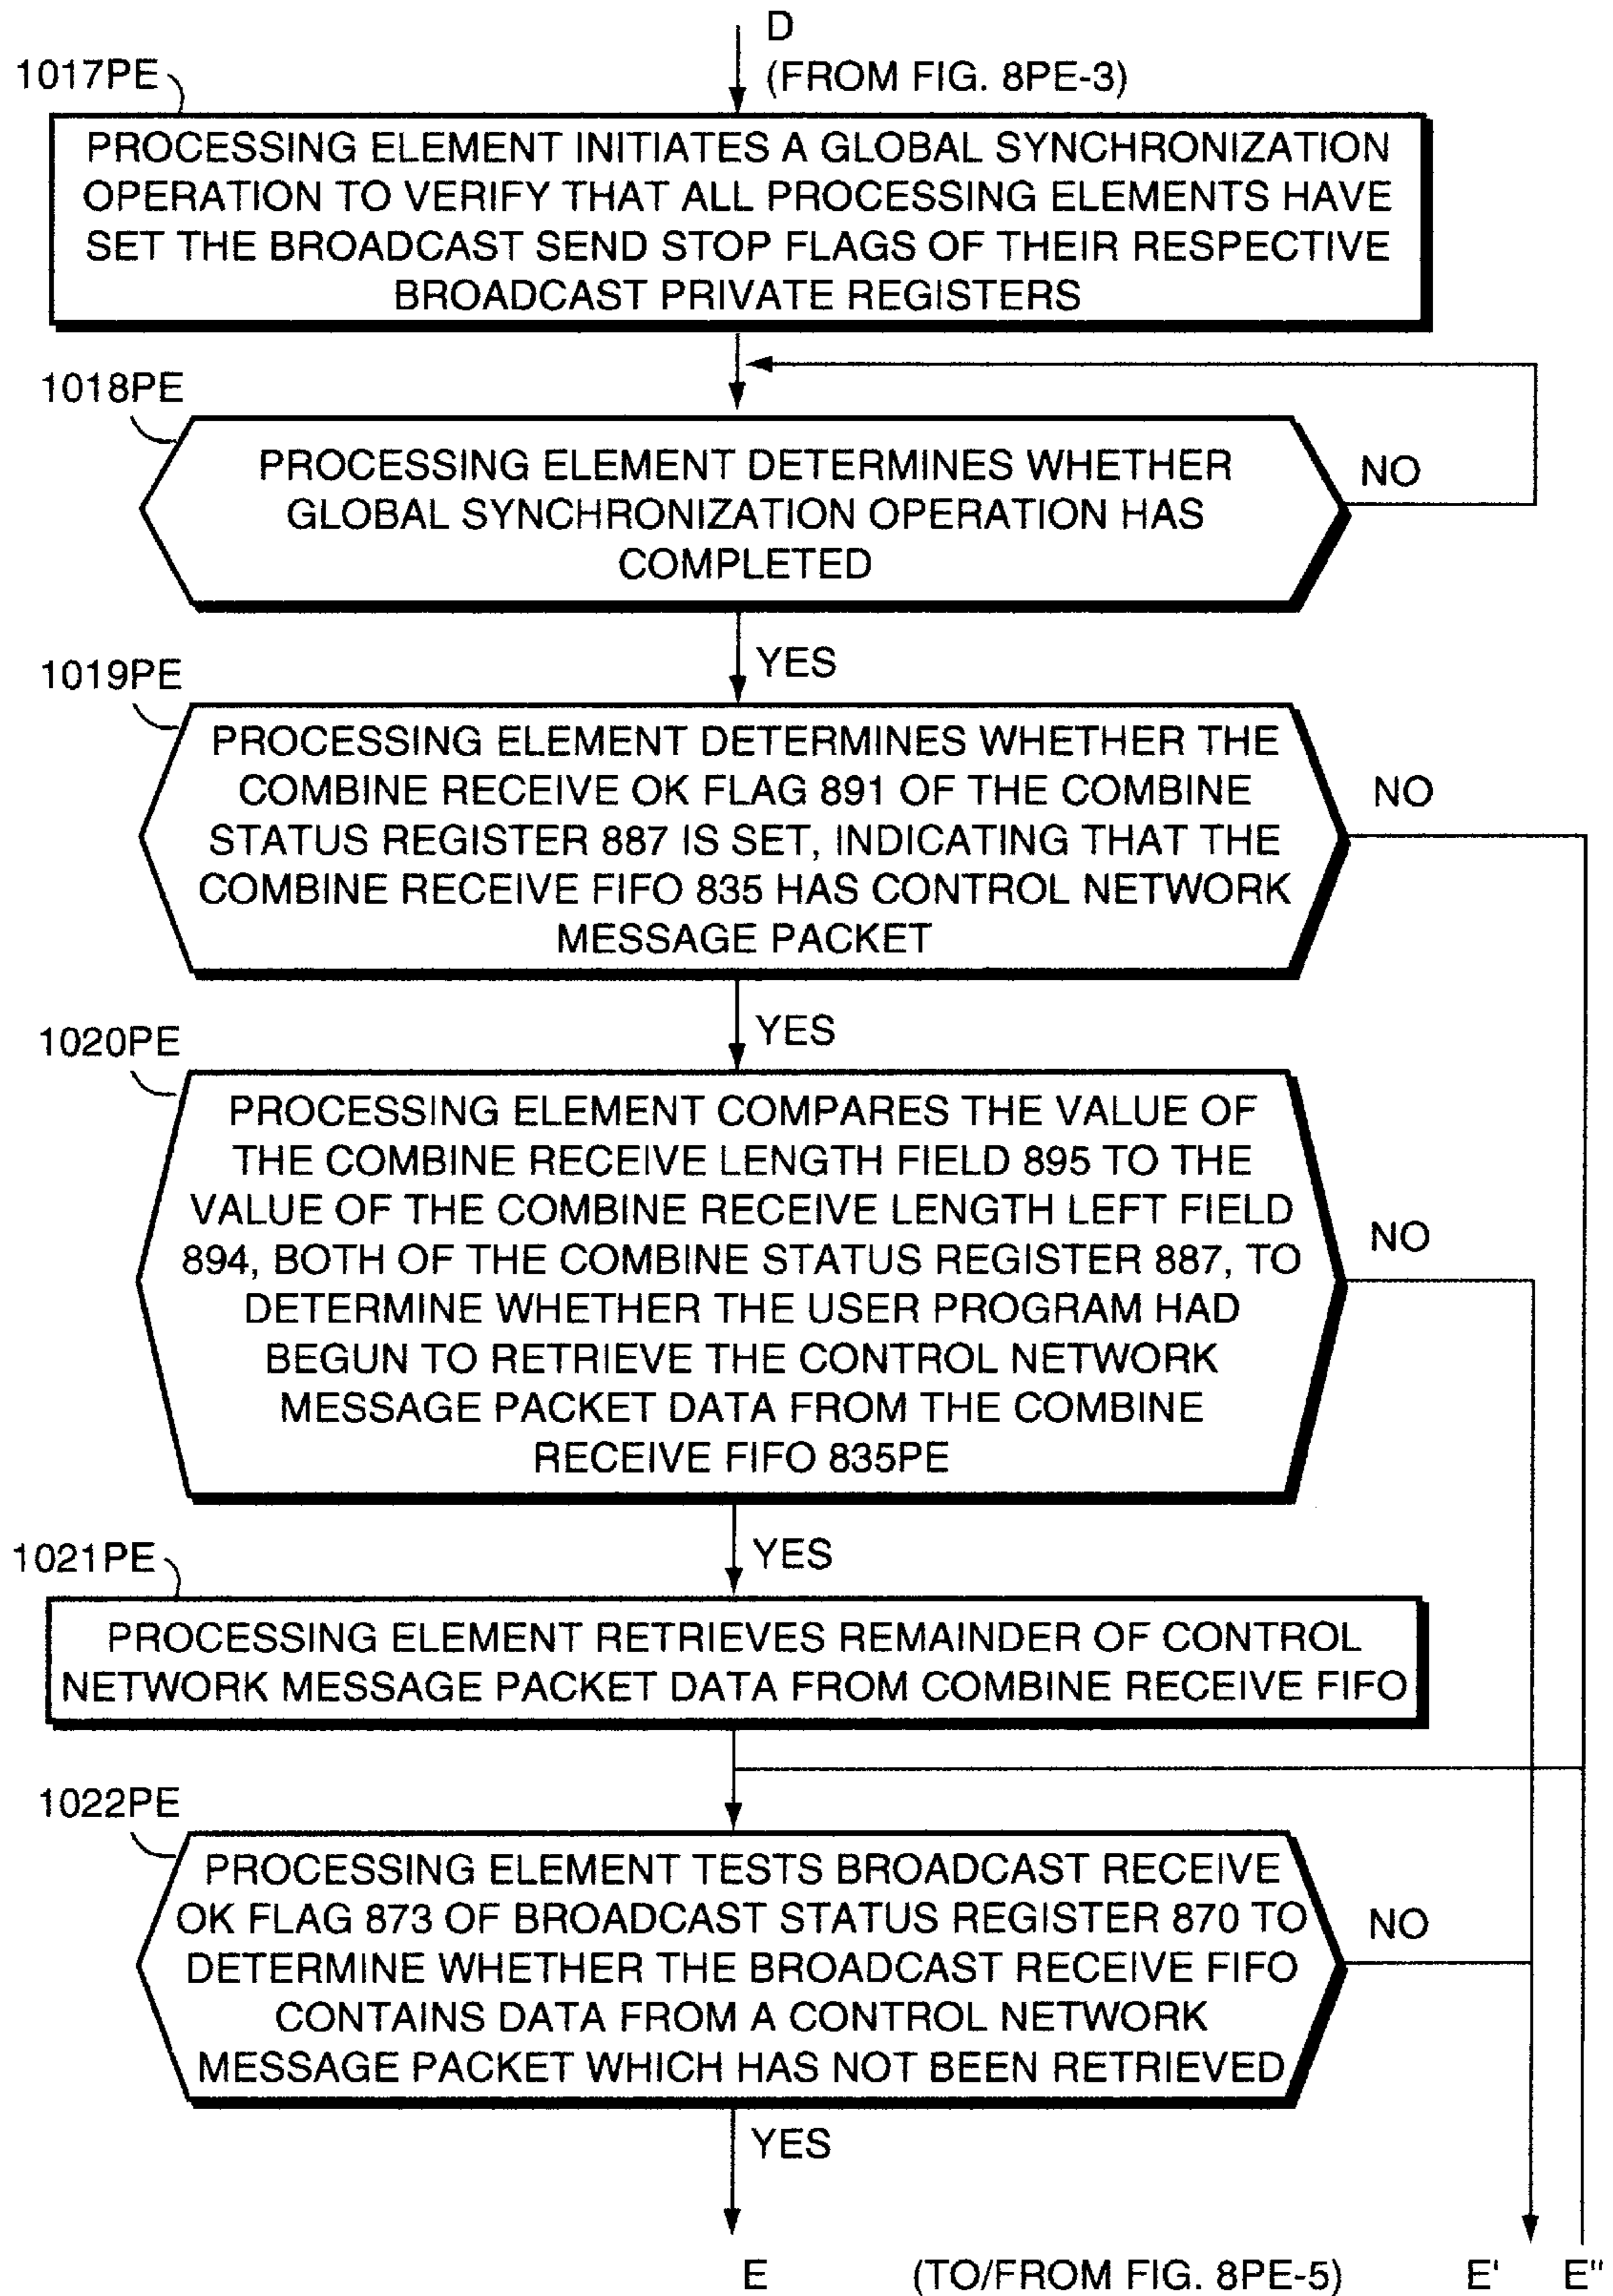 D
(FROM FIG. 8PE-3)
1017PE
PROCESSING ELEMENT INITIATES A GLOBAL SYNCHRONIZATION
OPERATION TO VERIFY THAT ALL PROCESSING ELEMENTS HAVE
SET THE BROADCAST SEND STOP FLAGS OF THEIR RESPECTIVE
BROADCAST PRIVATE REGISTERS
1018PE
PROCESSING ELEMENT DETERMINES WHETHER
GLOBAL SYNCHRONIZATION OPERATION HAS
COMPLETED
NO
YES
1019PE
PROCESSING ELEMENT DETERMINES WHETHER THE
COMBINE RECEIVE OK FLAG 891 OF THE COMBINE
STATUS REGISTER 887 IS SET, INDICATING THAT THE
COMBINE RECEIVE FIFO 835 HAS CONTROL NETWORK
MESSAGE PACKET
NO
YES
1020PE
PROCESSING ELEMENT COMPARES THE VALUE OF
THE COMBINE RECEIVE LENGTH FIELD 895 TO THE
VALUE OF THE COMBINE RECEIVE LENGTH LEFT FIELD
894, BOTH OF THE COMBINE STATUS REGISTER 887, TO
DETERMINE WHETHER THE USER PROGRAM HAD
BEGUN TO RETRIEVE THE CONTROL NETWORK
MESSAGE PACKET DATA FROM THE COMBINE
RECEIVE FIFO 835PE
NO
YES
1021PE
PROCESSING ELEMENT RETRIEVES REMAINDER OF CONTROL
NETWORK MESSAGE PACKET DATA FROM COMBINE RECEIVE FIFO
1022PE
PROCESSING ELEMENT TESTS BROADCAST RECEIVE
OK FLAG 873 OF BROADCAST STATUS REGISTER 870 TO
DETERMINE WHETHER THE BROADCAST RECEIVE FIFO
CONTAINS DATA FROM A CONTROL NETWORK
MESSAGE PACKET WHICH HAS NOT BEEN RETRIEVED
NO
YES
E (TO/FROM FIG. 8PE-5) E' E"